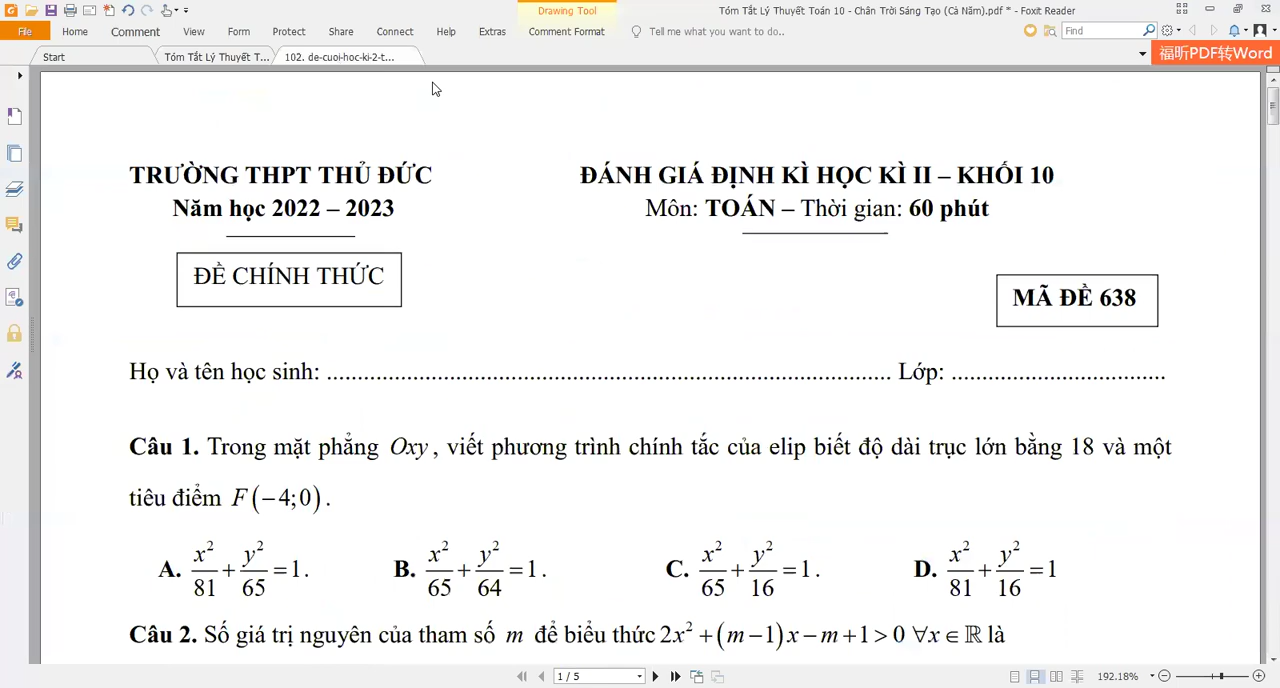 Drawing Tool
Tóm Tắt Lý Thuyết Toán 10 - Chân Trời Sáng Tạo (Cả Năm).pdf * - Foxit Reader
File Home Comment View Form Protect Share Connect Help Extras Comment Format Tell me what you want to do.. Find
Start Tóm Tắt Lý Thuyết T... 102. de-cuoi-hoc-ki-2-t... 福昕PDF转Word
TRƯỜNG THPT THỦ ĐỨC
Năm học 2022 – 2023
ĐỀ CHÍNH THỨC
ĐÁNH GIÁ ĐỊNH KÌ HỌC KÌ II – KHỐI 10
Môn: TOÁN – Thời gian: 60 phút
MÃ ĐỀ 638
Họ và tên học sinh: ............................................................................................ Lớp: ...................................
Câu 1. Trong mặt phẳng Oxy, viết phương trình chính tắc của elip biết độ dài trục lớn bằng 18 và một
tiêu điểm F(−4;0).
A. x²/81 + y²/65 = 1. B. x²/65 + y²/64 = 1. C. x²/65 + y²/16 = 1. D. x²/81 + y²/16 = 1
Câu 2. Số giá trị nguyên của tham số m để biểu thức 2x² + (m−1)x − m + 1 > 0 ∀x ∈ ℝ là
1 / 5 192.18%